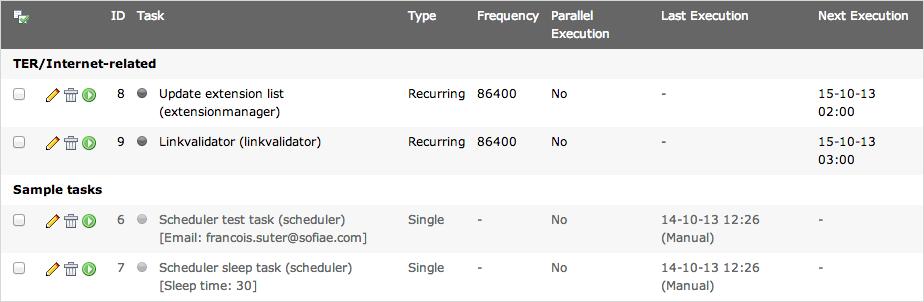 ID Task Type Frequency Parallel Execution Last Execution Next Execution
TER/Internet-related
8 Update extension list (extensionmanager) Recurring 86400 No - 15-10-13 02:00
9 Linkvalidator (linkvalidator) Recurring 86400 No - 15-10-13 03:00
Sample tasks
6 Scheduler test task (scheduler) [Email: francois.suter@sofiae.com] Single - No 14-10-13 12:26 (Manual) -
7 Scheduler sleep task (scheduler) [Sleep time: 30] Single - No 14-10-13 12:26 (Manual) -